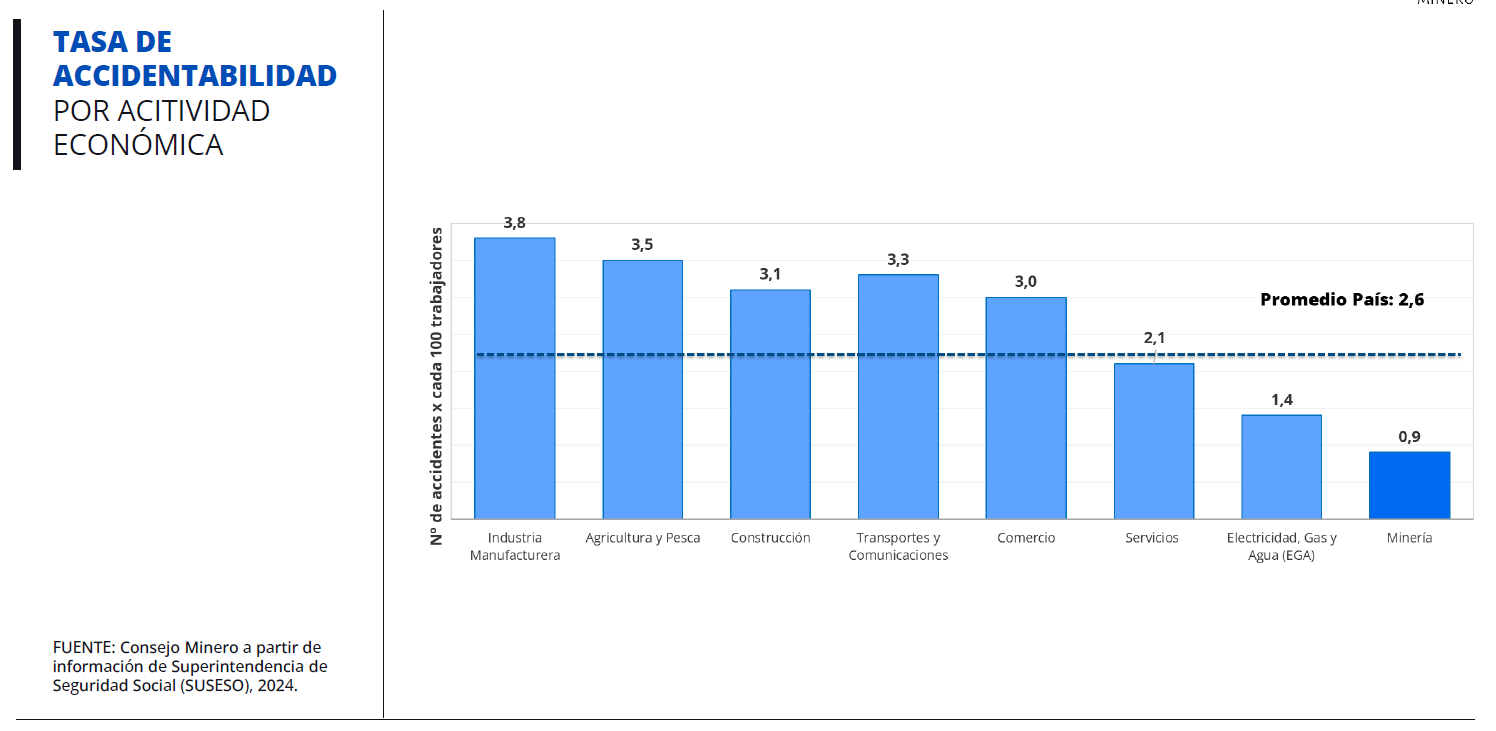 MINERO
TASA DE
ACCIDENTABILIDAD
POR ACITIVIDAD
ECONÓMICA
Nº de accidentes x cada 100 trabajadores
3,8
3,5
3,1
3,3
3,0
2,1
1,4
0,9
Promedio País: 2,6
Industria
Manufacturera
Agricultura y Pesca
Construcción
Transportes y
Comunicaciones
Comercio
Servicios
Electricidad, Gas y
Agua (EGA)
Minería
FUENTE: Consejo Minero a partir de
información de Superintendencia de
Seguridad Social (SUSESO), 2024.